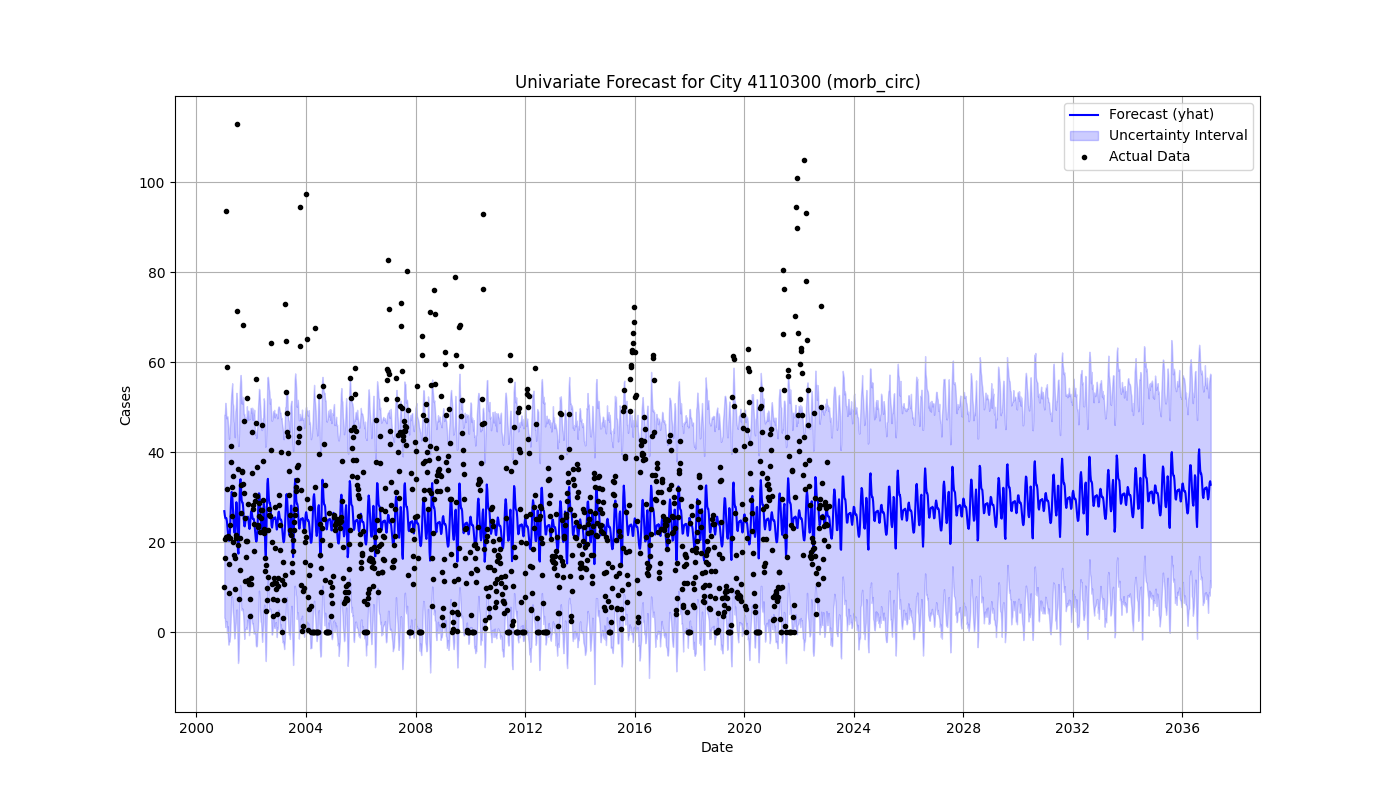 Univariate Forecast for City 4110300 (morb_circ)
Forecast (yhat)
Uncertainty Interval
Actual Data
Cases
100
80
60
40
20
0
2000 2004 2008 2012 2016 2020 2024 2028 2032 2036
Date